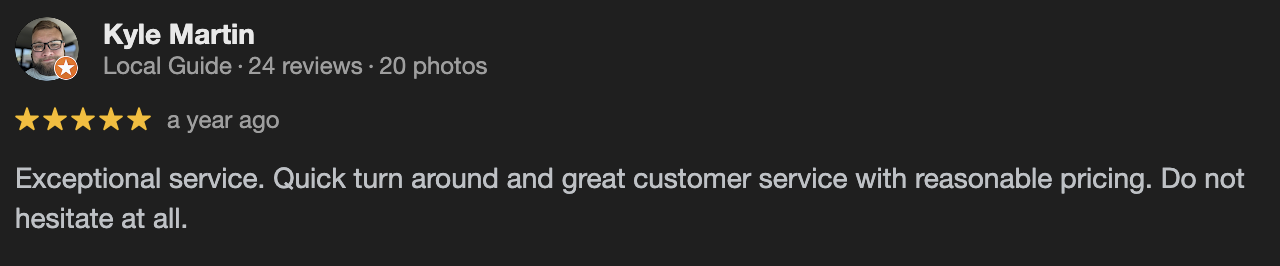 Kyle Martin
Local Guide · 24 reviews · 20 photos
a year ago
Exceptional service. Quick turn around and great customer service with reasonable pricing. Do not
hesitate at all.